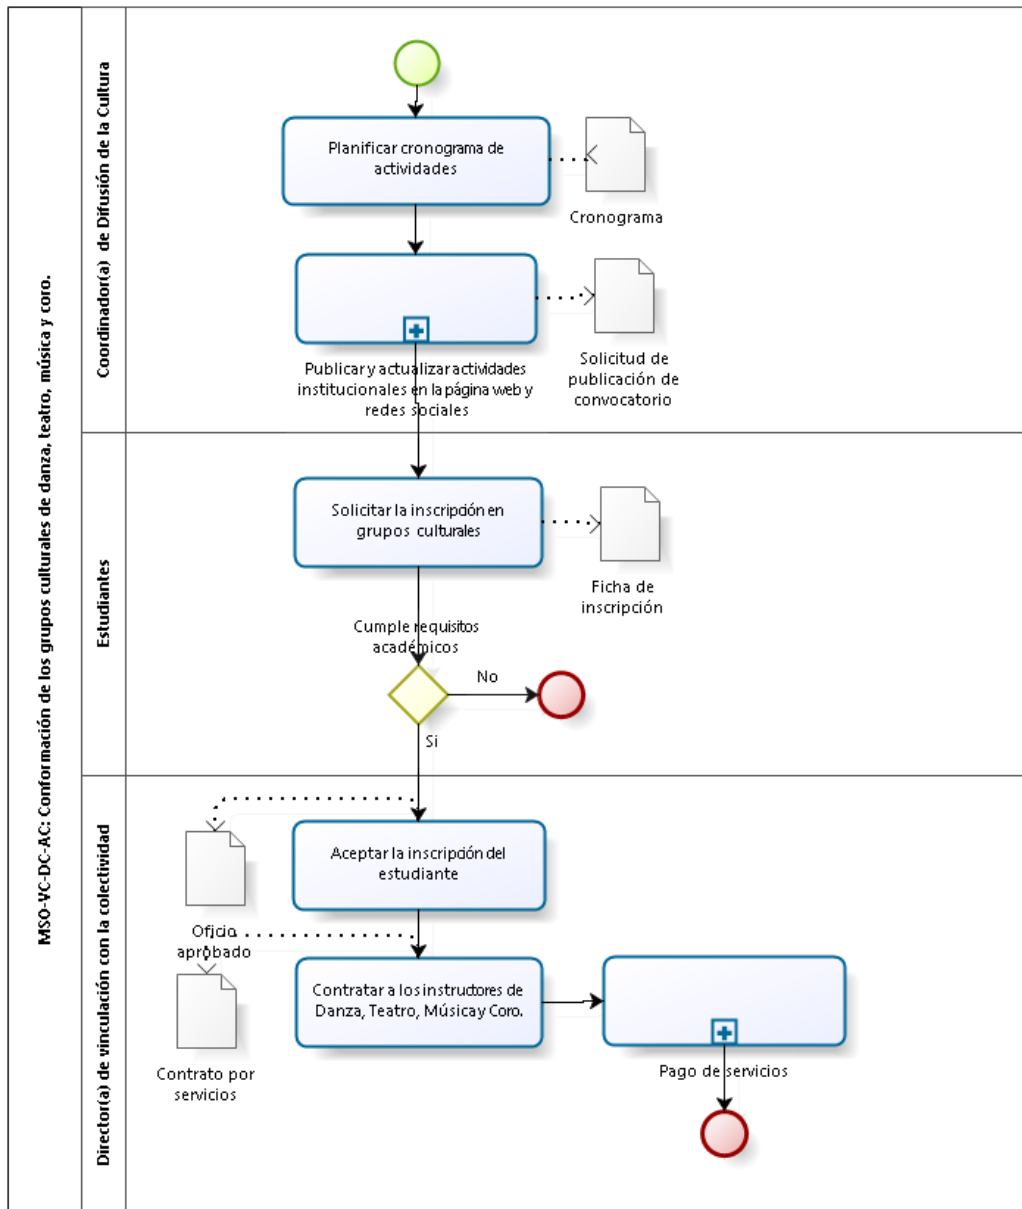 MSO-VC-DC-AC: Conformación de los grupos culturales de danza, teatro, música y coro.
Coordinador(a) de Difusión de la Cultura
Planificar cronograma de
actividades
Cronograma
Publicar y actualizar actividades
institucionales en la página web y
redes sociales
Solicitud de
publicación de
convocatorio
Estudiantes
Solicitar la inscripción en
grupos culturales
Ficha de
inscripción
Cumple requisitos
académicos
No
Si
Director(a) de vinculación con la colectividad
Aceptar la inscripción del
estudiante
Oficio
aprobado
Contratar a los instructores de
Danza, Teatro, Música y Coro.
Contrato por
servicios
Pago de servicios